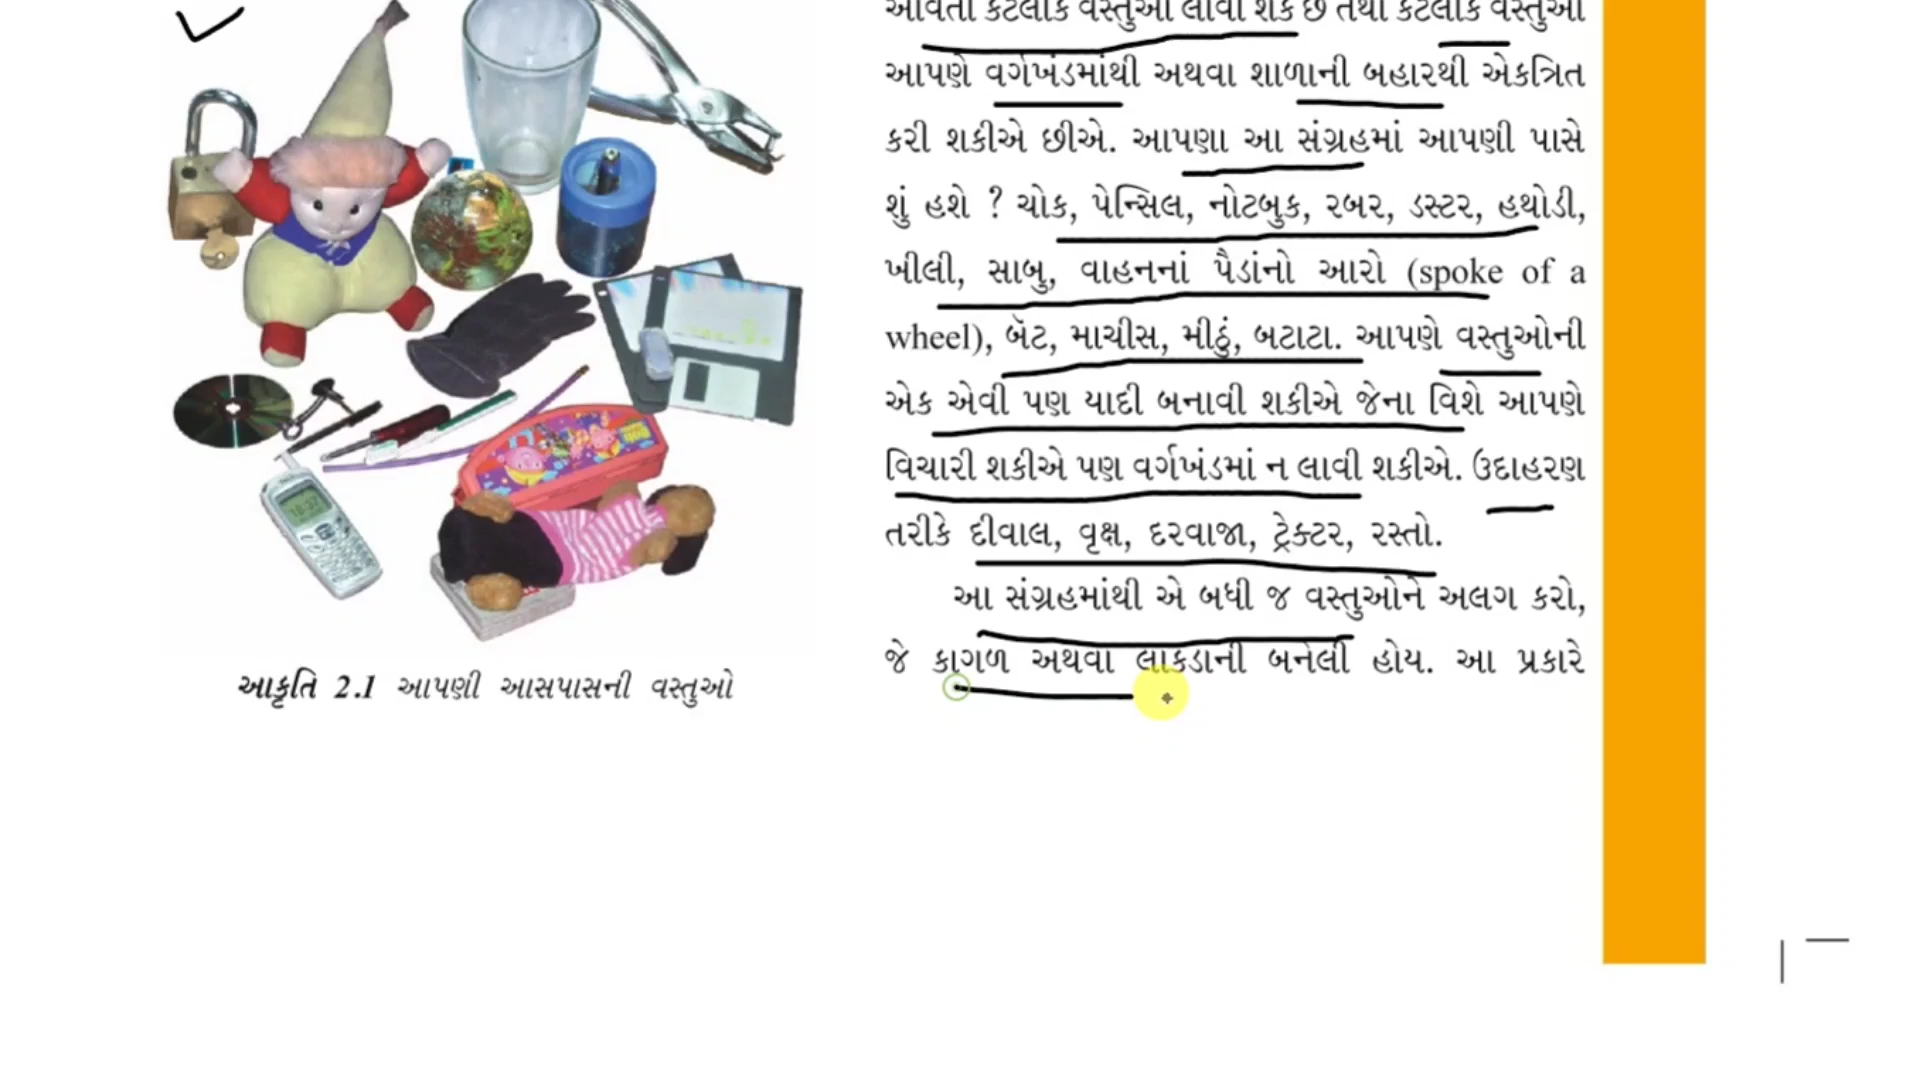 આવતી કેટલીક વસ્તુઓ લાવી શકે છે તથા કેટલીક વસ્તુઓ
આપણે વર્ગખંડમાંથી અથવા શાળાની બહારથી એકત્રિત
કરી શકીએ છીએ. આપણા આ સંગ્રહમાં આપણી પાસે
શું હશે ? ચોક, પેન્સિલ, નોટબુક, રબર, ડસ્ટર, હથોડી,
ખીલી, સાબુ, વાહનનાં પૈડાંનો આરો (spoke of a
wheel), બૅટ, માચીસ, મીઠું, બટાટા. આપણે વસ્તુઓની
એક એવી પણ યાદી બનાવી શકીએ જેના વિશે આપણે
વિચારી શકીએ પણ વર્ગખંડમાં ન લાવી શકીએ. ઉદાહરણ
તરીકે દીવાલ, વૃક્ષ, દરવાજા, ટ્રેક્ટર, રસ્તો.
આ સંગ્રહમાંથી એ બધી જ વસ્તુઓને અલગ કરો,
જે કાગળ અથવા લાકડાની બનેલી હોય. આ પ્રકારે
આકૃતિ 2.1 આપણી આસપાસની વસ્તુઓ